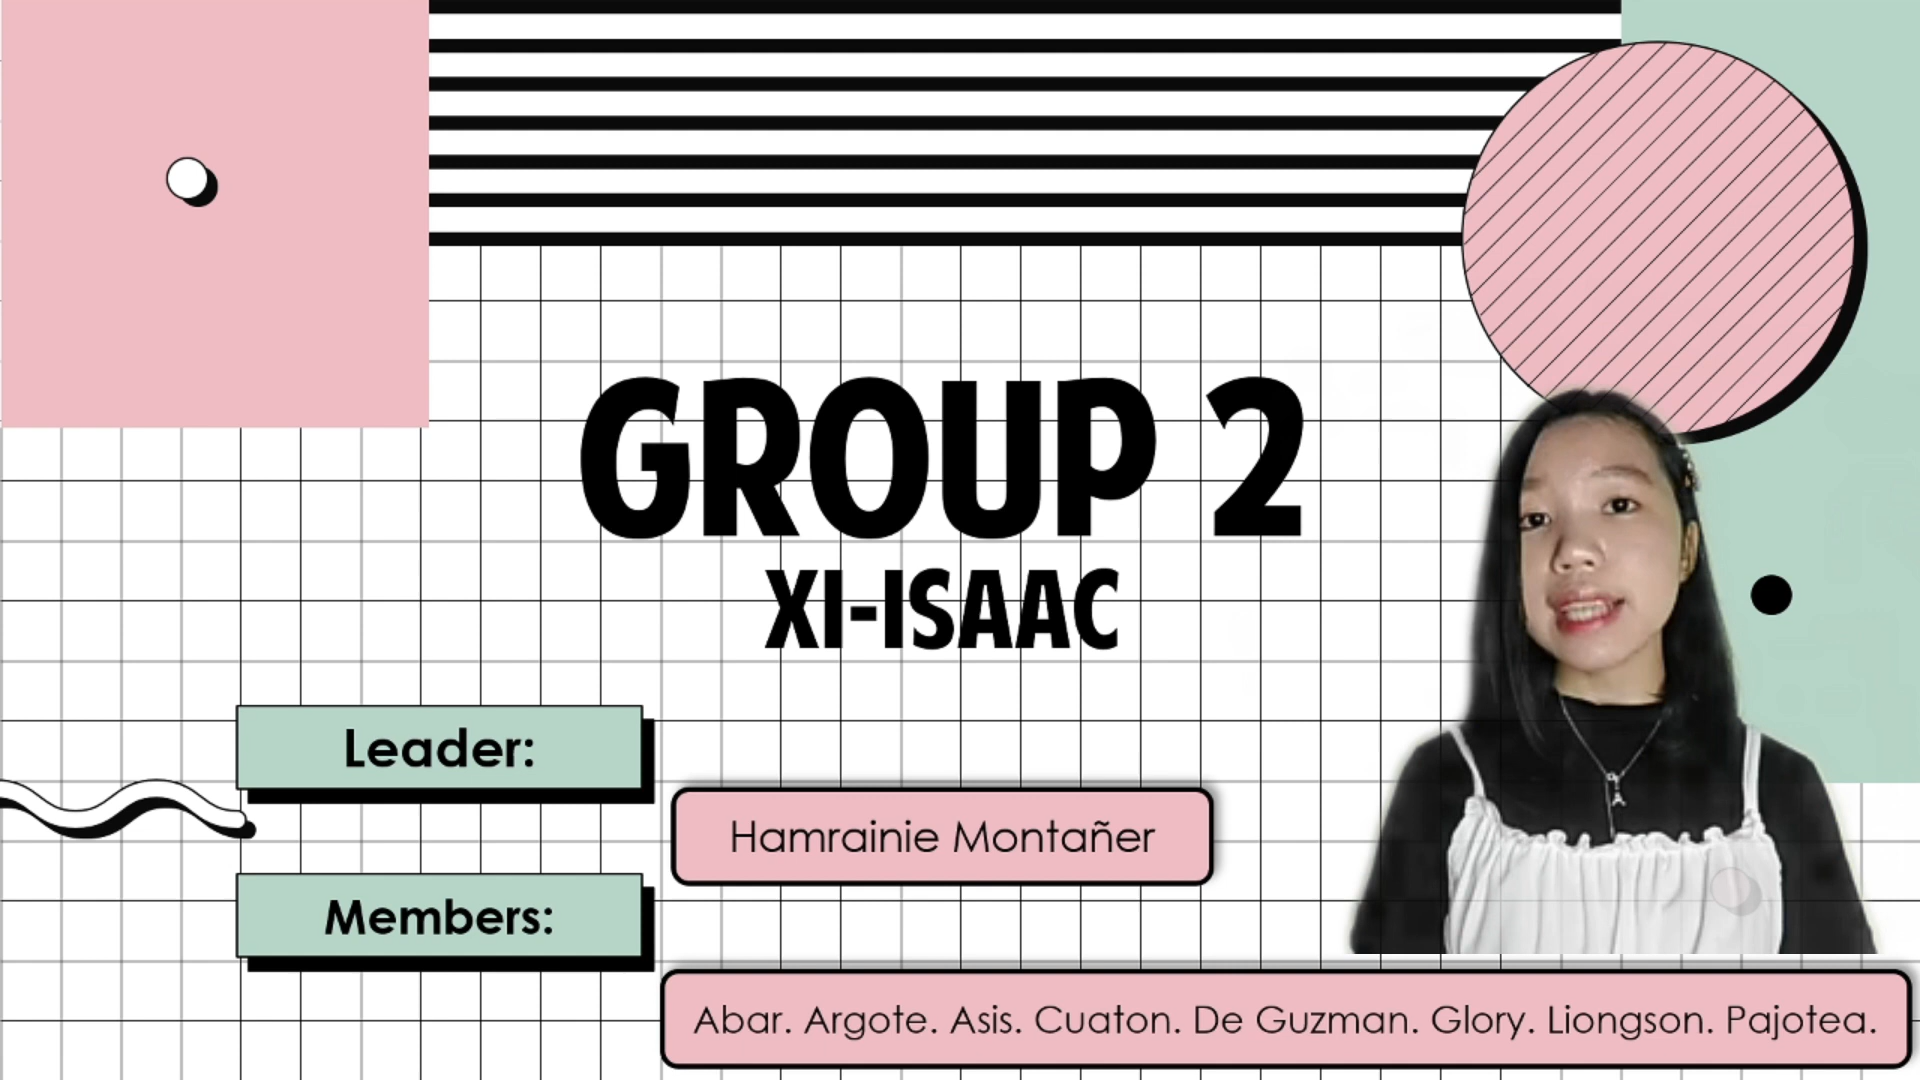 GROUP 2
XI-ISAAC
Leader:
Hamrainie Montañer
Members:
Abar. Argote. Asis. Cuaton. De Guzman. Glory. Liongson. Pajotea.